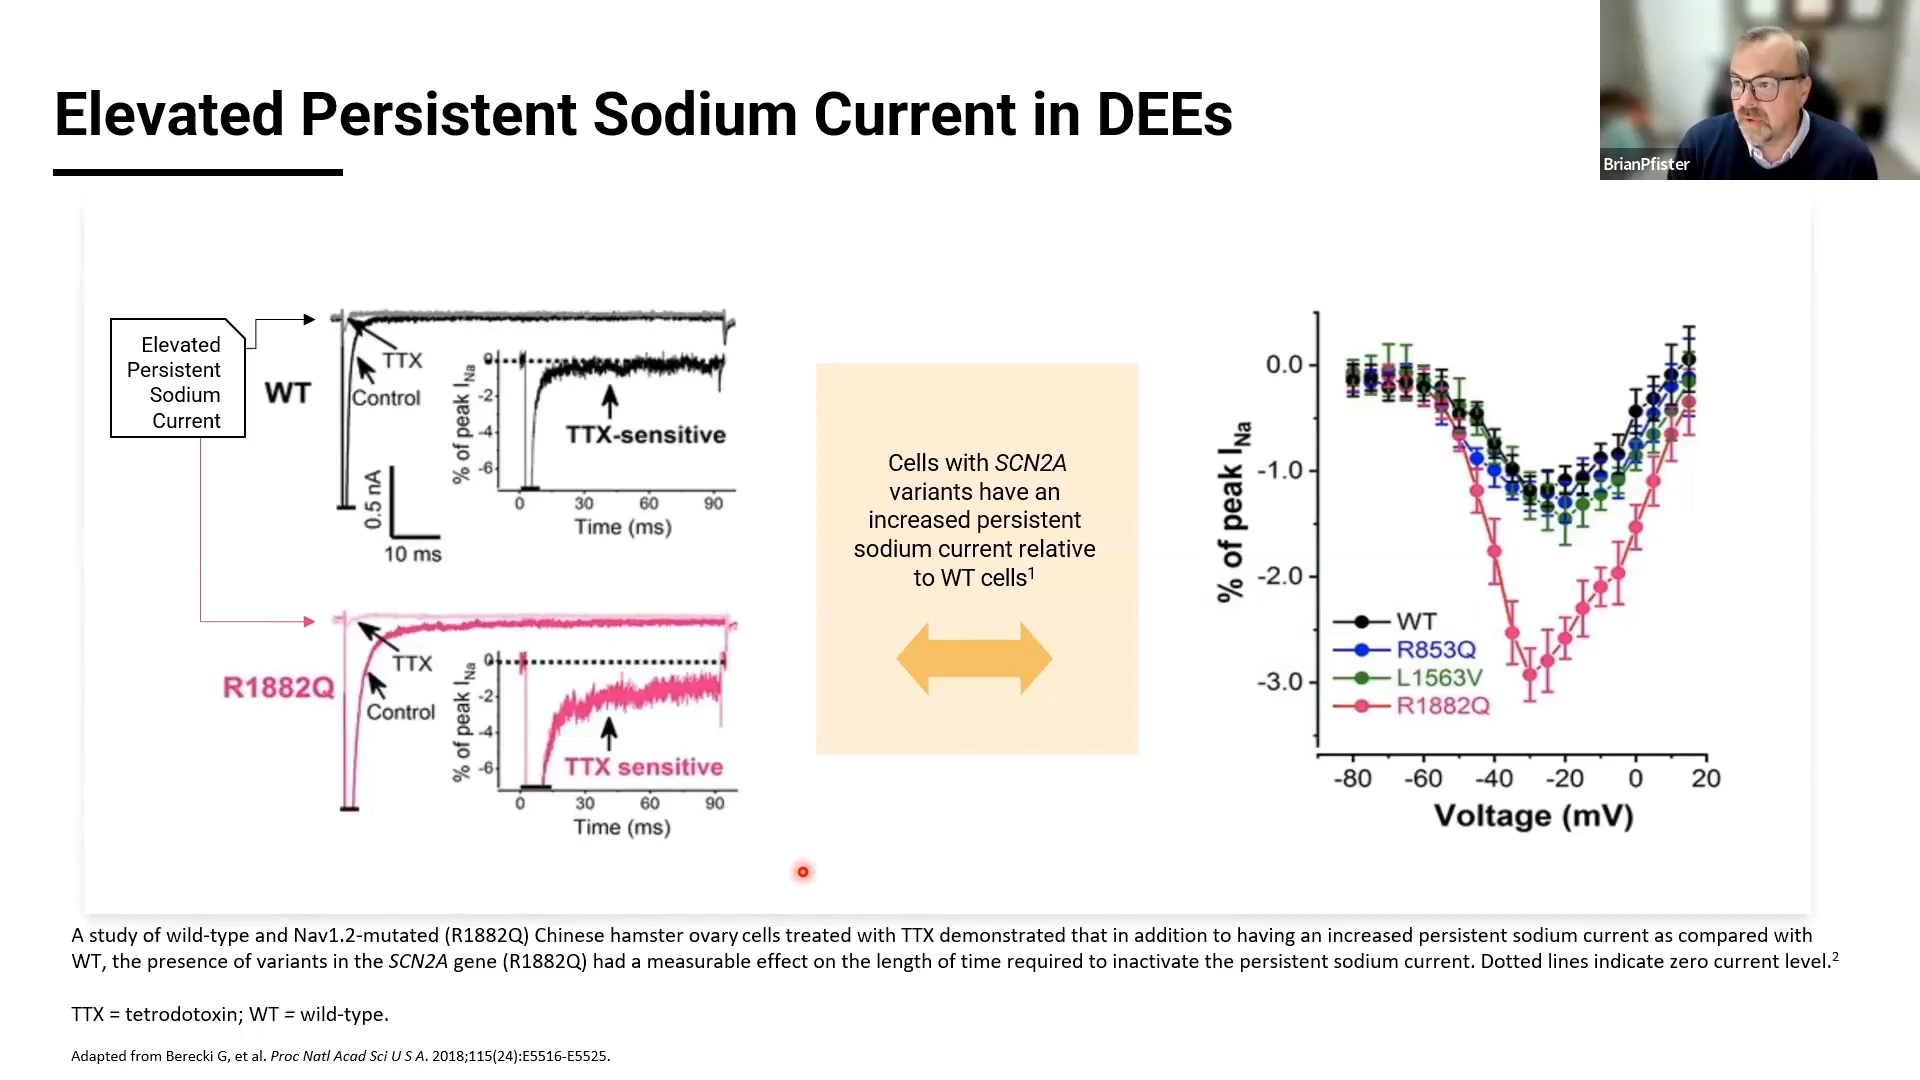 Elevated Persistent Sodium Current in DEEs
BrianPfister
Elevated
Persistent
Sodium
Current
WT
TTX
Control
0.5 nA
10 ms
% of peak INa
0
-2
-4
-6
TTX-sensitive
0 30 60 90
Time (ms)
R1882Q
TTX
Control
% of peak INa
0
-2
-4
-6
TTX sensitive
0 30 60 90
Time (ms)
Cells with SCN2A
variants have an
increased persistent
sodium current relative
to WT cells1
% of peak INa
0.0
-1.0
-2.0
-3.0
WT
R853Q
L1563V
R1882Q
-80 -60 -40 -20 0 20
Voltage (mV)
A study of wild-type and Nav1.2-mutated (R1882Q) Chinese hamster ovary cells treated with TTX demonstrated that in addition to having an increased persistent sodium current as compared with
WT, the presence of variants in the SCN2A gene (R1882Q) had a measurable effect on the length of time required to inactivate the persistent sodium current. Dotted lines indicate zero current level.2
TTX = tetrodotoxin; WT = wild-type.
Adapted from Berecki G, et al. Proc Natl Acad Sci U S A. 2018;115(24):E5516-E5525.